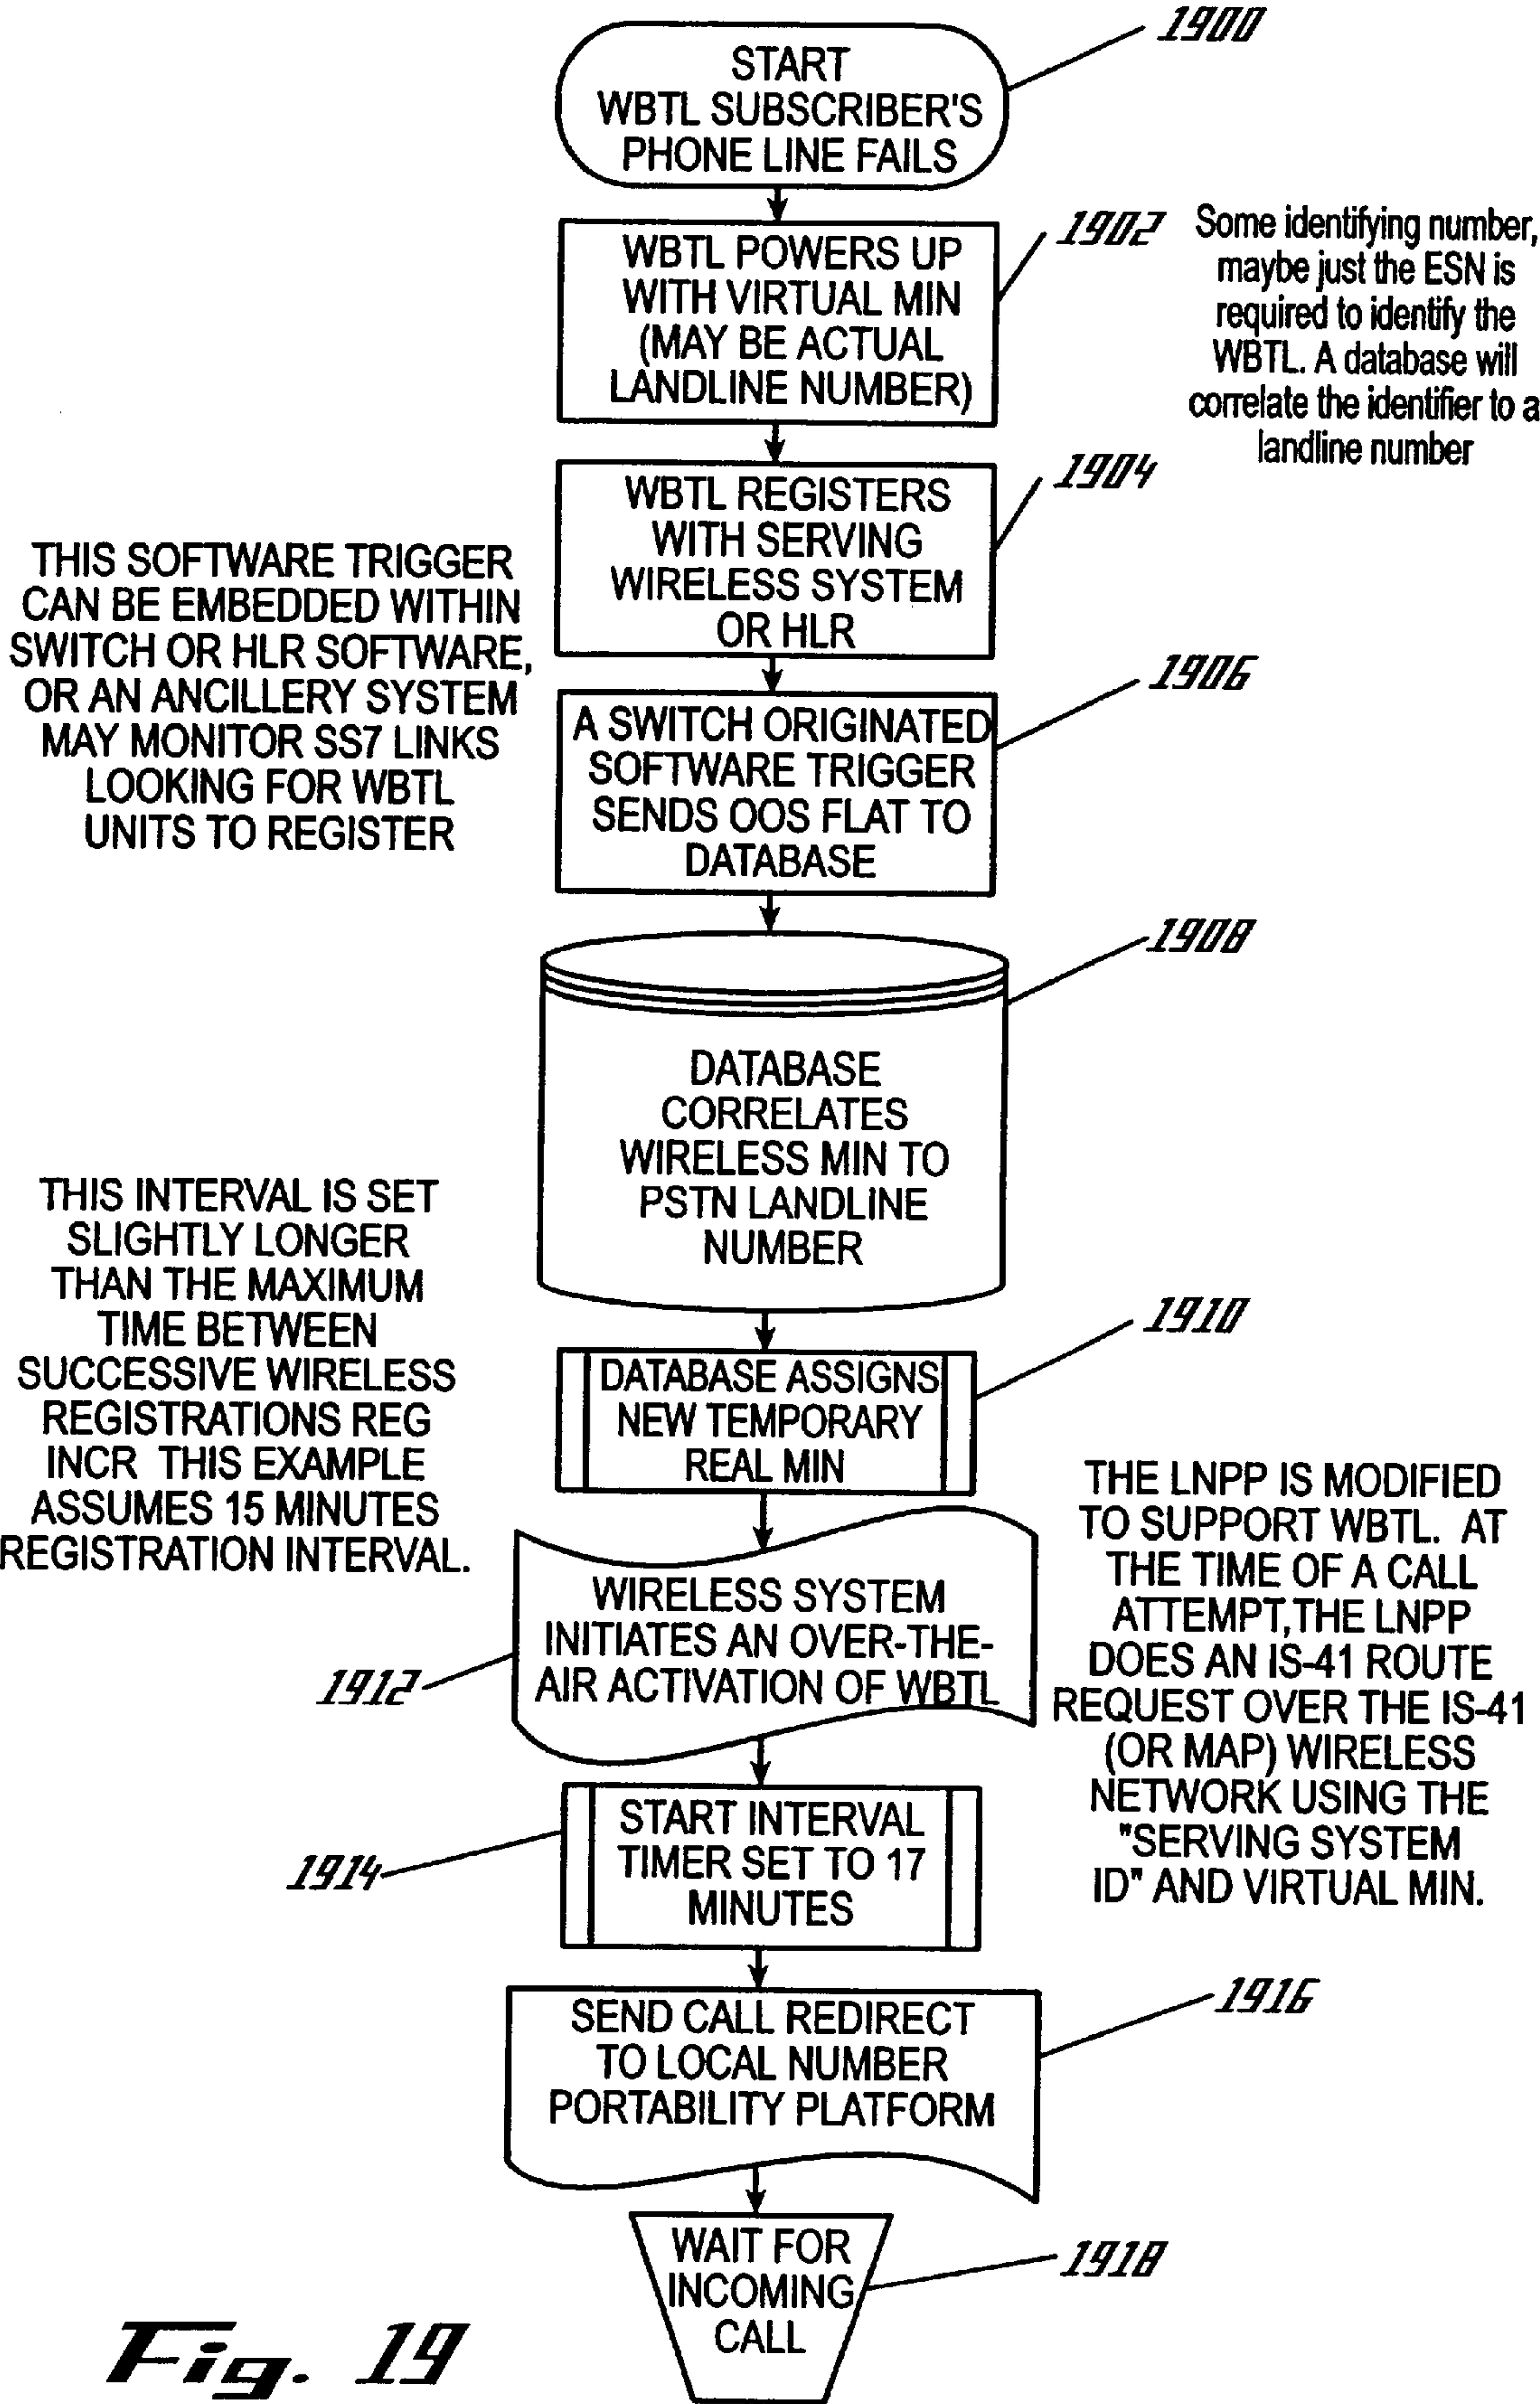 1900
START
WBTL SUBSCRIBER'S
PHONE LINE FAILS
WBTL POWERS UP
WITH VIRTUAL MIN
(MAY BE ACTUAL
LANDLINE NUMBER)
1902
Some identifying number,
maybe just the ESN is
required to identify the
WBTL. A database will
correlate the identifier to a
landline number
WBTL REGISTERS
WITH SERVING
WIRELESS SYSTEM
OR HLR
1904
THIS SOFTWARE TRIGGER
CAN BE EMBEDDED WITHIN
SWITCH OR HLR SOFTWARE,
OR AN ANCILLERY SYSTEM
MAY MONITOR SS7 LINKS
LOOKING FOR WBTL
UNITS TO REGISTER
1906
A SWITCH ORIGINATED
SOFTWARE TRIGGER
SENDS OOS FLAT TO
DATABASE
1908
DATABASE
CORRELATES
WIRELESS MIN TO
PSTN LANDLINE
NUMBER
THIS INTERVAL IS SET
SLIGHTLY LONGER
THAN THE MAXIMUM
TIME BETWEEN
SUCCESSIVE WIRELESS
REGISTRATIONS REG
INCR THIS EXAMPLE
ASSUMES 15 MINUTES
REGISTRATION INTERVAL.
1910
DATABASE ASSIGNS
NEW TEMPORARY
REAL MIN
THE LNPP IS MODIFIED
TO SUPPORT WBTL. AT
THE TIME OF A CALL
ATTEMPT,THE LNPP
DOES AN IS-41 ROUTE
REQUEST OVER THE IS-41
(OR MAP) WIRELESS
NETWORK USING THE
"SERVING SYSTEM
ID" AND VIRTUAL MIN.
WIRELESS SYSTEM
INITIATES AN OVER-THE-
AIR ACTIVATION OF WBTL
1912
START INTERVAL
TIMER SET TO 17
MINUTES
1914
SEND CALL REDIRECT
TO LOCAL NUMBER
PORTABILITY PLATFORM
1916
WAIT FOR
INCOMING
CALL
1918
Fig. 19